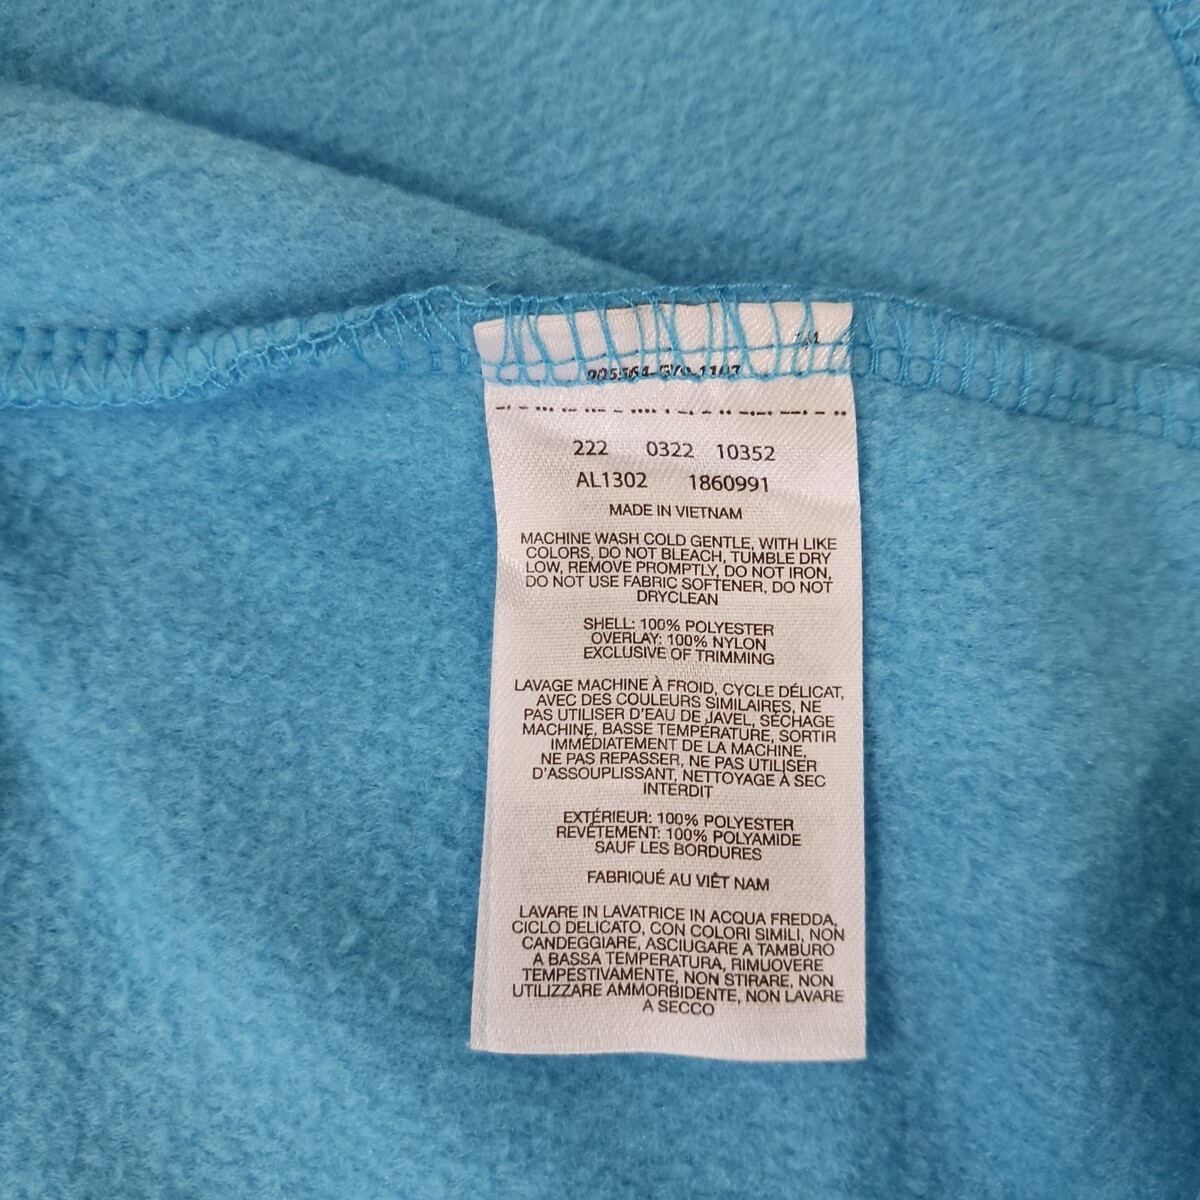 222 0322 10352
AL1302 1860991
MADE IN VIETNAM
MACHINE WASH COLD GENTLE, WITH LIKE
COLORS, DO NOT BLEACH, TUMBLE DRY
LOW, REMOVE PROMPTLY, DO NOT IRON,
DO NOT USE FABRIC SOFTENER, DO NOT
DRYCLEAN
SHELL: 100% POLYESTER
OVERLAY: 100% NYLON
EXCLUSIVE OF TRIMMING
LAVAGE MACHINE À FROID, CYCLE DÉLICAT,
AVEC DES COULEURS SIMILAIRES, NE
PAS UTILISER D'EAU DE JAVEL, SÉCHAGE
MACHINE, BASSE TEMPÉRATURE, SORTIR
IMMÉDIATEMENT DE LA MACHINE,
NE PAS REPASSER, NE PAS UTILISER
D'ASSOUPLISSANT, NETTOYAGE À SEC
INTERDIT
EXTÉRIEUR: 100% POLYESTER
REVÊTEMENT: 100% POLYAMIDE
SAUF LES BORDURES
FABRIQUÉ AU VIÊT NAM
LAVARE IN LAVATRICE IN ACQUA FREDDA,
CICLO DELICATO, CON COLORI SIMILI, NON
CANDEGGIARE, ASCIUGARE A TAMBURO
A BASSA TEMPERATURA, RIMUOVERE
TEMPESTIVAMENTE, NON STIRARE, NON
UTILIZZARE AMMORBIDENTE, NON LAVARE
A SECCO